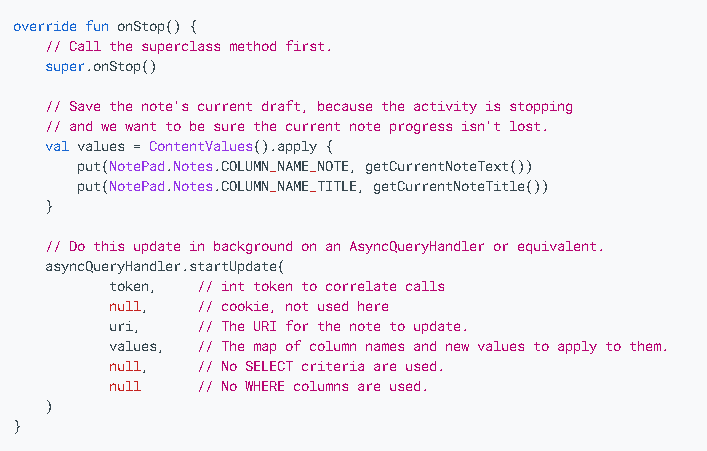 override fun onStop() {
    // Call the superclass method first.
    super.onStop()

    // Save the note's current draft, because the activity is stopping
    // and we want to be sure the current note progress isn't lost.
    val values = ContentValues().apply {
        put(NotePad.Notes.COLUMN_NAME_NOTE, getCurrentNoteText())
        put(NotePad.Notes.COLUMN_NAME_TITLE, getCurrentNoteTitle())
    }

    // Do this update in background on an AsyncQueryHandler or equivalent.
    asyncQueryHandler.startUpdate(
            token,     // int token to correlate calls
            null,      // cookie, not used here
            uri,       // The URI for the note to update.
            values,    // The map of column names and new values to apply to them.
            null,      // No SELECT criteria are used.
            null       // No WHERE columns are used.
    )
}